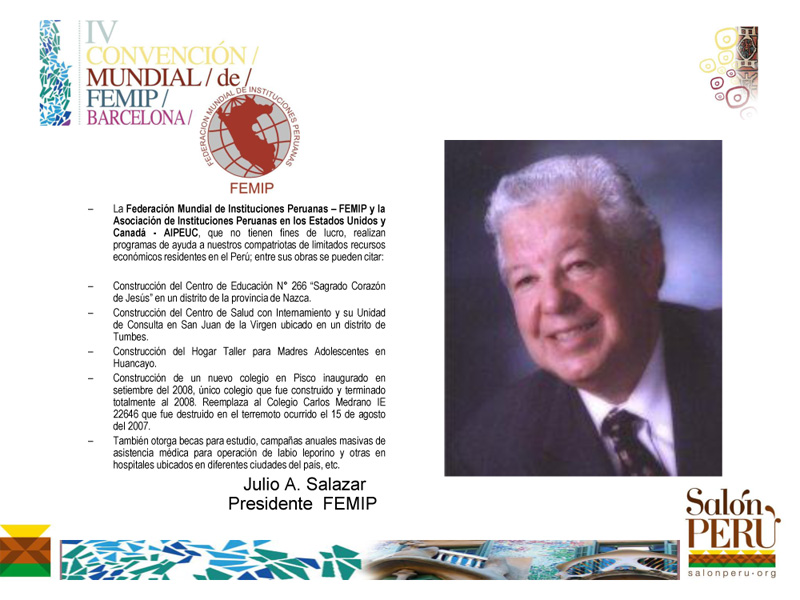 IV
CONVENCIÓN /
MUNDIAL / de /
FEMIP /
BARCELONA /
FEDERACION MUNDIAL DE INSTITUCIONES PERUANAS
FEMIP
– La Federación Mundial de Instituciones Peruanas – FEMIP y la
Asociación de Instituciones Peruanas en los Estados Unidos y
Canadá - AIPEUC, que no tienen fines de lucro, realizan
programas de ayuda a nuestros compatriotas de limitados recursos
económicos residentes en el Perú; entre sus obras se pueden citar:
– Construcción del Centro de Educación N° 266 “Sagrado Corazón
de Jesús” en un distrito de la provincia de Nazca.
– Construcción del Centro de Salud con Internamiento y su Unidad
de Consulta en San Juan de la Virgen ubicado en un distrito de
Tumbes.
– Construcción del Hogar Taller para Madres Adolescentes en
Huancayo.
– Construcción de un nuevo colegio en Pisco inaugurado en
setiembre del 2008, único colegio que fue construido y terminado
totalmente al 2008. Reemplaza al Colegio Carlos Medrano IE
22646 que fue destruido en el terremoto ocurrido el 15 de agosto
del 2007.
– También otorga becas para estudio, campañas anuales masivas de
asistencia médica para operación de labio leporino y otras en
hospitales ubicados en diferentes ciudades del país, etc.
Julio A. Salazar
Presidente FEMIP
Salón
PERÚ
salonperu.org